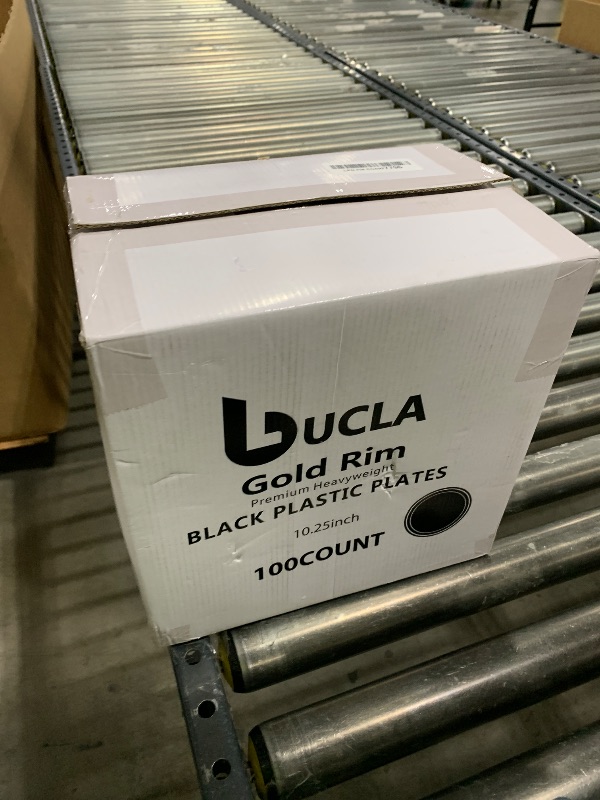 bUCLA
Gold Rim
Premium Heavyweight
BLACK PLASTIC PLATES
10.25inch
100COUNT